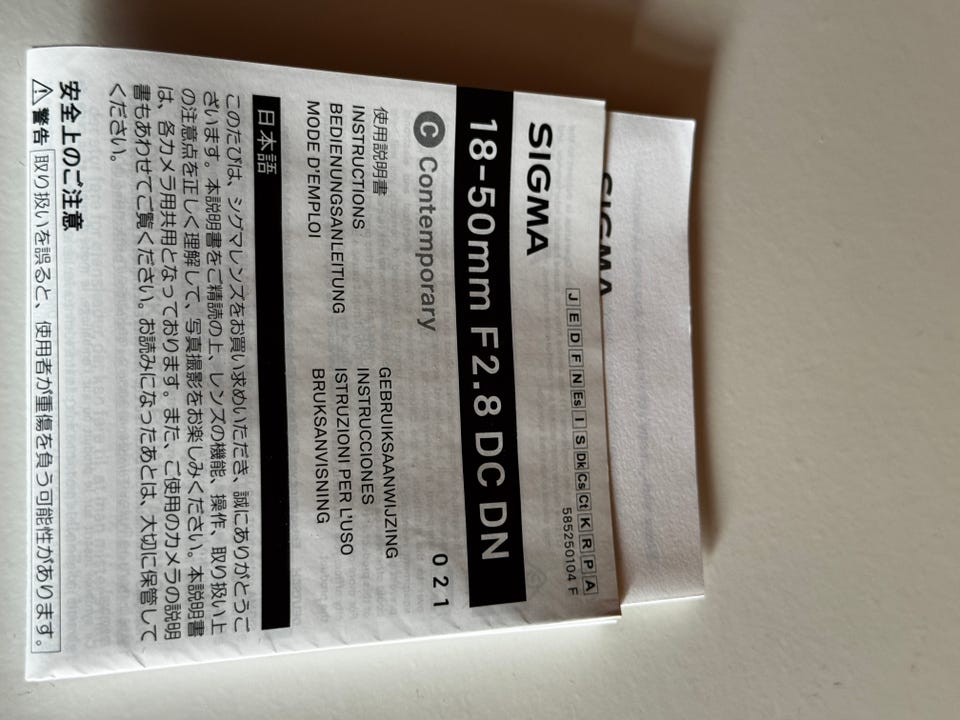 SIGMA
J E D F N Es I S Dk Cs Ct K R P A
585250104 F
SIGMA
18-50mm F2.8 DC DN
C Contemporary
0 2 1
使用説明書
INSTRUCTIONS
BEDIENUNGSANLEITUNG
MODE D'EMPLOI
GEBRUIKSAANWIJZING
INSTRUCCIONES
ISTRUZIONI PER L'USO
BRUKSANVISNING
日本語
このたびは、シグマレンズをお買い求めいただき、誠にありがとうご
ざいます。本説明書をご精読の上、レンズの機能、操作、取り扱い上
の注意点を正しく理解して、写真撮影をお楽しみください。本説明書
は、各カメラ用共用となっております。また、ご使用のカメラの説明
書もあわせてご覧ください。お読みになったあとは、大切に保管して
ください。
安全上のご注意
警告 取り扱いを誤ると、使用者が重傷を負う可能性があります。